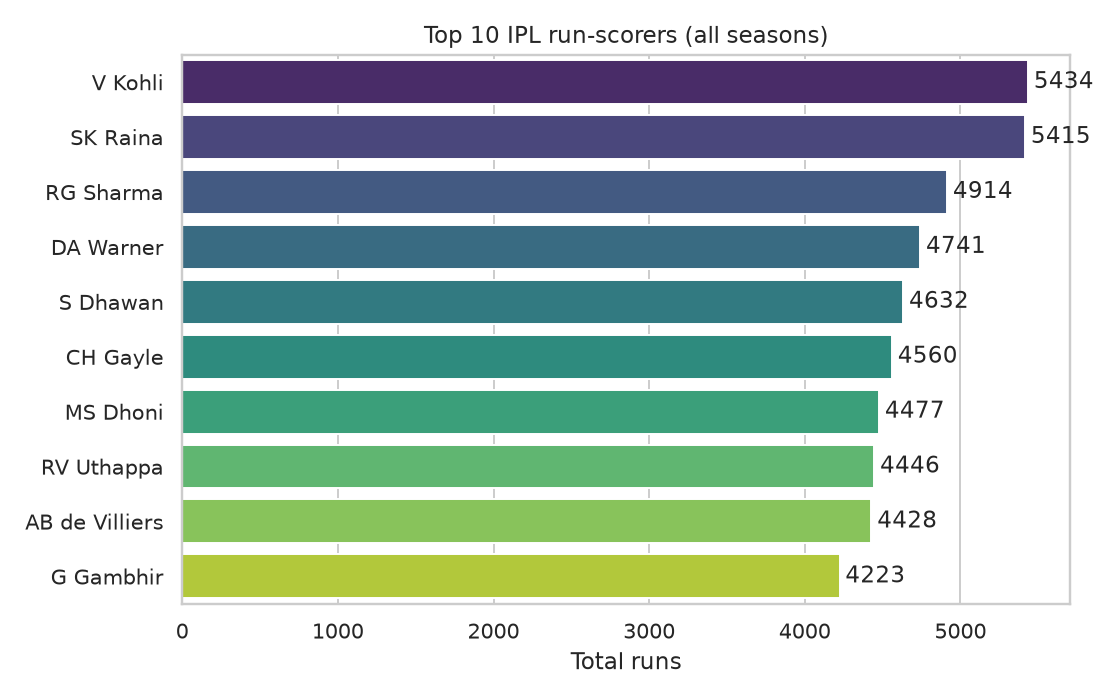 Top 10 IPL run-scorers (all seasons)
V Kohli 5434
SK Raina 5415
RG Sharma 4914
DA Warner 4741
S Dhawan 4632
CH Gayle 4560
MS Dhoni 4477
RV Uthappa 4446
AB de Villiers 4428
G Gambhir 4223
0 1000 2000 3000 4000 5000
Total runs